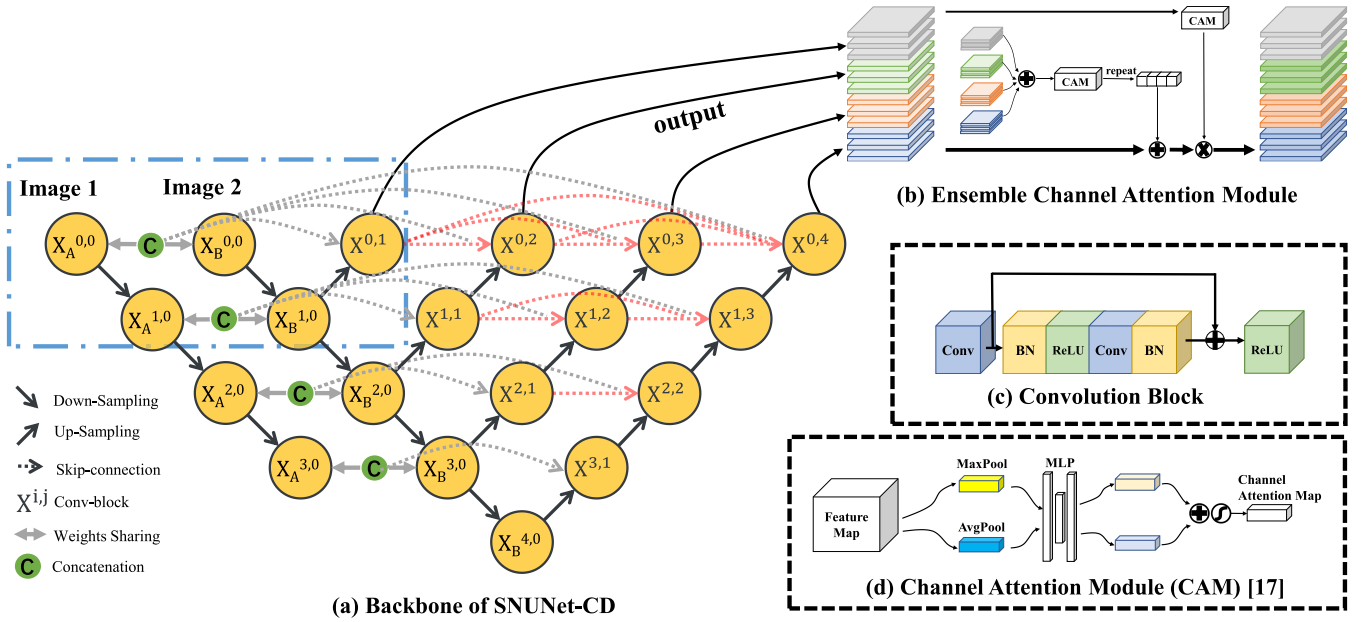 Image 1
Image 2
X_A^{0,0}
C
X_B^{0,0}
X^{0,1}
X^{0,2}
X^{0,3}
X^{0,4}
X_A^{1,0}
C
X_B^{1,0}
X^{1,1}
X^{1,2}
X^{1,3}
X_A^{2,0}
C
X_B^{2,0}
X^{2,1}
X^{2,2}
X_A^{3,0}
C
X_B^{3,0}
X^{3,1}
X_B^{4,0}
output
Down-Sampling
Up-Sampling
Skip-connection
X^{i,j} Conv-block
Weights Sharing
C Concatenation
(a) Backbone of SNUNet-CD
CAM
CAM
repeat
(b) Ensemble Channel Attention Module
Conv
BN
ReLU
Conv
BN
ReLU
(c) Convolution Block
Feature
Map
MaxPool
AvgPool
MLP
Channel
Attention Map
(d) Channel Attention Module (CAM) [17]